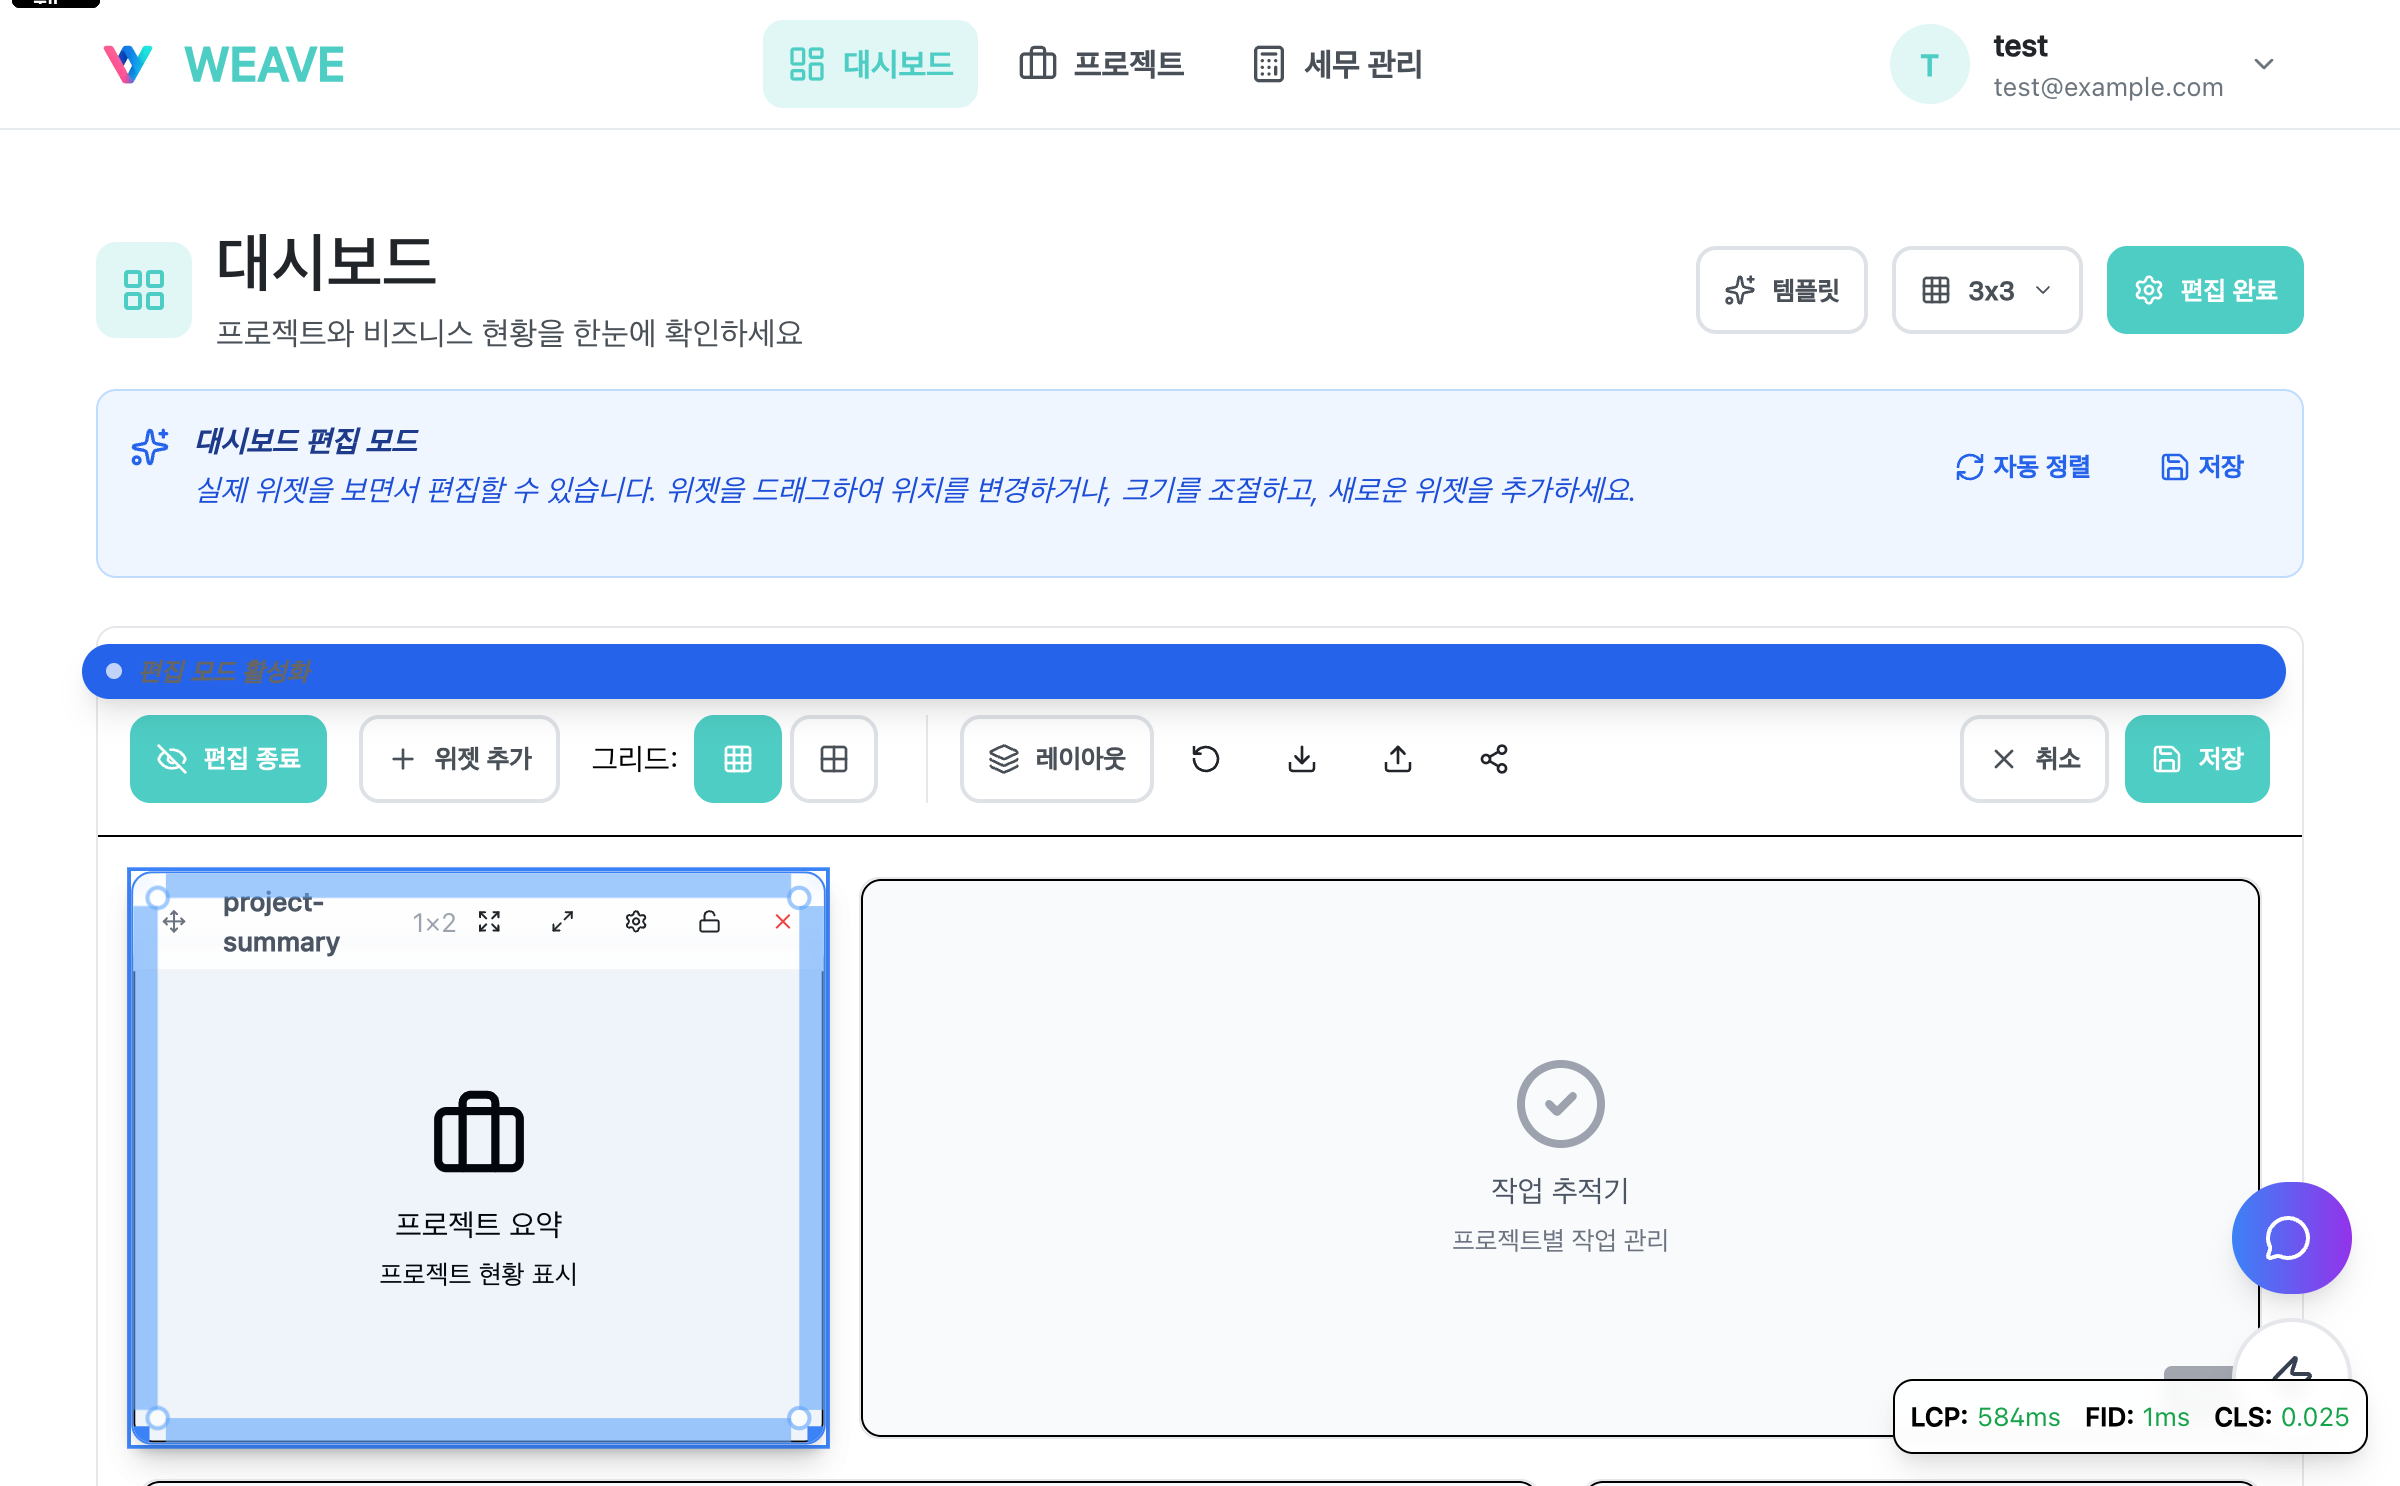 WEAVE
대시보드
프로젝트
세무 관리
T
test
test@example.com
대시보드
프로젝트와 비즈니스 현황을 한눈에 확인하세요
템플릿
3x3
편집 완료
대시보드 편집 모드
실제 위젯을 보면서 편집할 수 있습니다. 위젯을 드래그하여 위치를 변경하거나, 크기를 조절하고, 새로운 위젯을 추가하세요.
자동 정렬
저장
편집 모드 활성화
편집 종료
위젯 추가
그리드:
레이아웃
취소
저장
project-
summary
1×2
프로젝트 요약
프로젝트 현황 표시
작업 추적기
프로젝트별 작업 관리
LCP: 584ms FID: 1ms CLS: 0.025